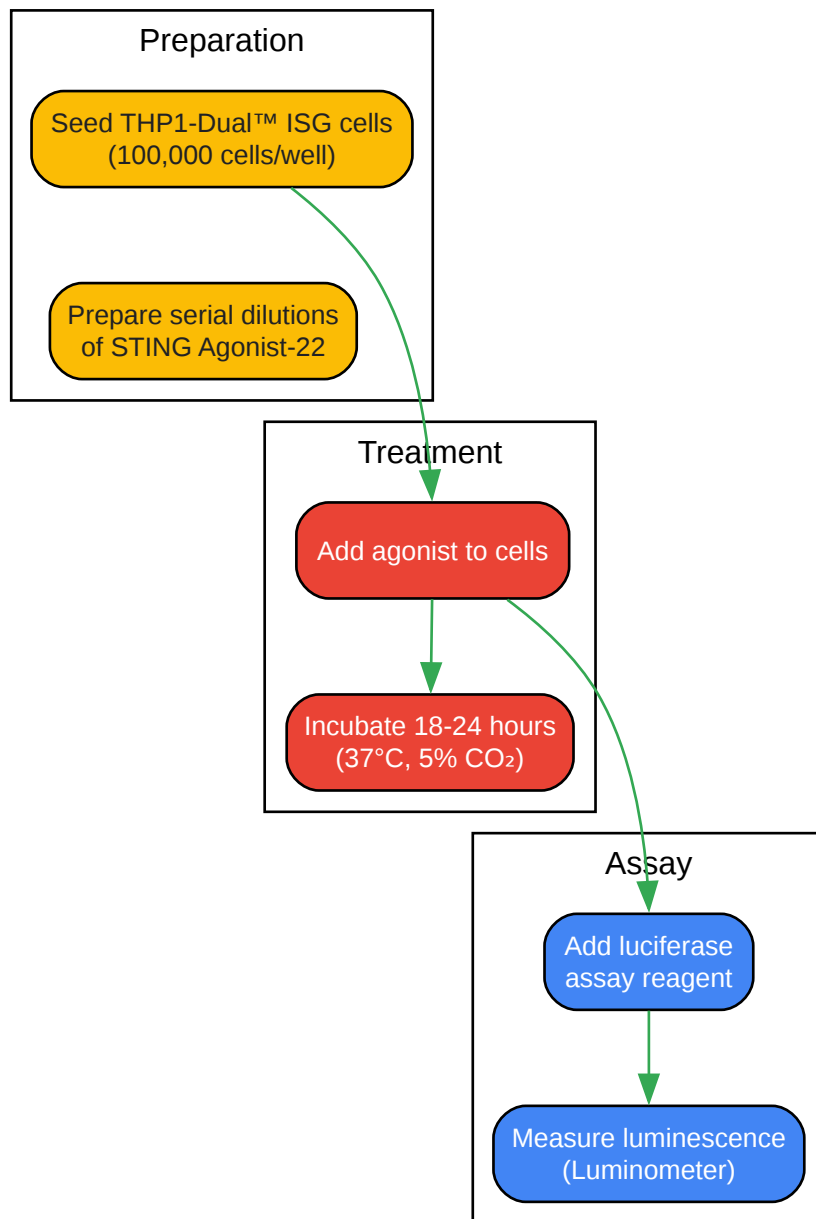 Preparation
Seed THP1-Dual™ ISG cells
(100,000 cells/well)
Prepare serial dilutions
of STING Agonist-22
Treatment
Add agonist to cells
Incubate 18-24 hours
(37°C, 5% CO₂)
Assay
Add luciferase
assay reagent
Measure luminescence
(Luminometer)